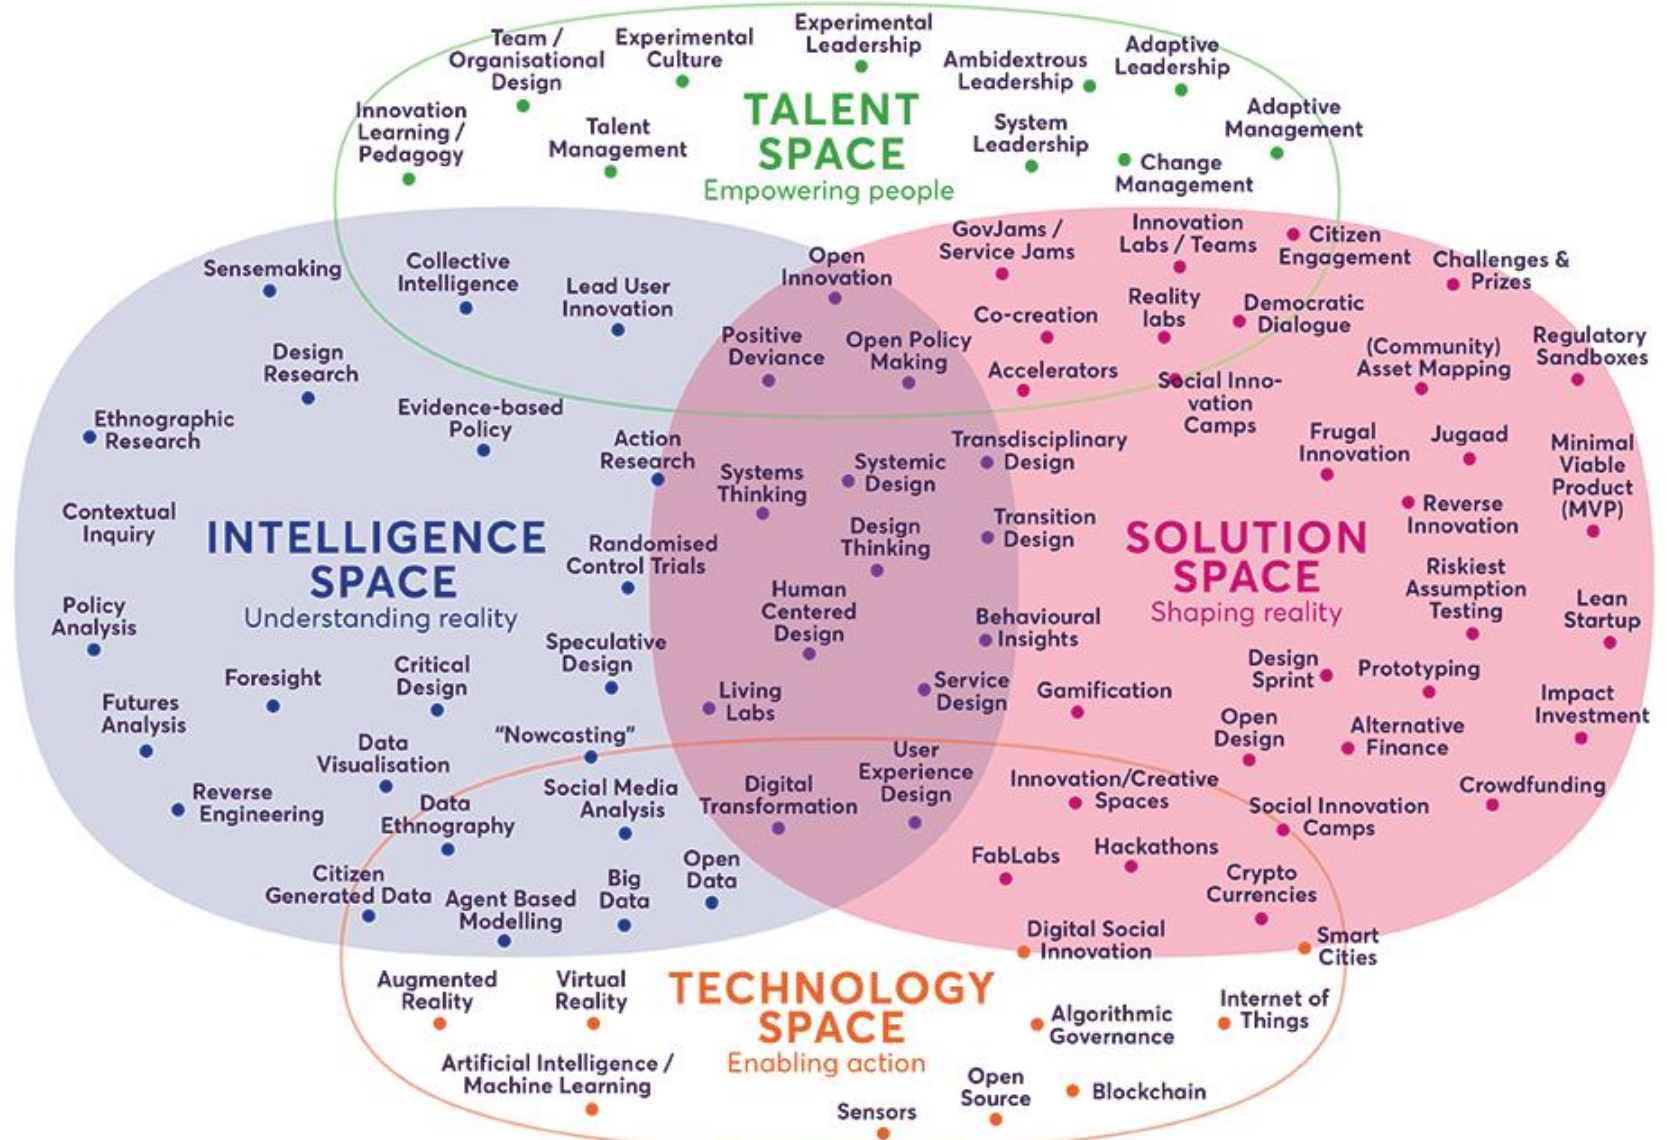 Team /
Organisational
Design
Experimental
Culture
Experimental
Leadership
Ambidextrous
Leadership
Adaptive
Leadership
Innovation
Learning /
Pedagogy
Talent
Management
TALENT
SPACE
Empowering people
System
Leadership
Adaptive
Management
Change
Management
Sensemaking
Collective
Intelligence
Lead User
Innovation
Open
Innovation
GovJams /
Service Jams
Innovation
Labs / Teams
Citizen
Engagement
Challenges &
Prizes
Design
Research
Positive
Deviance
Open Policy
Making
Co-creation
Reality
labs
Democratic
Dialogue
(Community)
Asset Mapping
Regulatory
Sandboxes
Accelerators
Social Inno-
vation
Camps
Ethnographic
Research
Evidence-based
Policy
Action
Research
Systems
Thinking
Systemic
Design
Transdisciplinary
Design
Frugal
Innovation
Jugaad
Minimal
Viable
Product
(MVP)
Contextual
Inquiry
INTELLIGENCE
SPACE
Understanding reality
Randomised
Control Trials
Design
Thinking
Transition
Design
SOLUTION
SPACE
Shaping reality
Reverse
Innovation
Riskiest
Assumption
Testing
Lean
Startup
Policy
Analysis
Human
Centered
Design
Behavioural
Insights
Speculative
Design
Foresight
Critical
Design
Living
Labs
Service
Design
Gamification
Design
Sprint
Prototyping
Impact
Investment
Futures
Analysis
Data
Visualisation
“Nowcasting”
Open
Design
Alternative
Finance
Reverse
Engineering
Data
Ethnography
Social Media
Analysis
Digital
Transformation
User
Experience
Design
Innovation/Creative
Spaces
Social Innovation
Camps
Crowdfunding
Citizen
Generated Data
Agent Based
Modelling
Big
Data
Open
Data
FabLabs
Hackathons
Crypto
Currencies
Digital Social
Innovation
Smart
Cities
Augmented
Reality
Virtual
Reality
TECHNOLOGY
SPACE
Enabling action
Algorithmic
Governance
Internet of
Things
Artificial Intelligence /
Machine Learning
Sensors
Open
Source
Blockchain